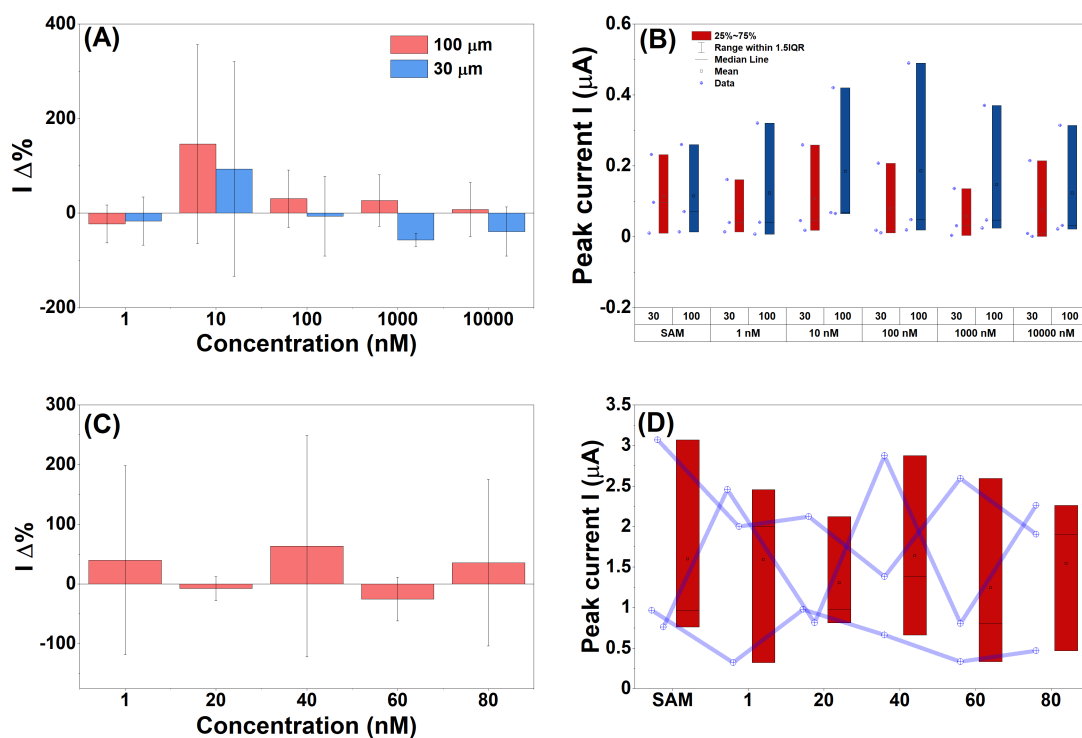 (A)
100 μm
30 μm
400
200
0
-200
I Δ%
1 10 100 1000 10000
Concentration (nM)
(B)
25%~75%
Range within 1.5IQR
Median Line
Mean
Data
0.6
0.4
0.2
0
-0.2
Peak current I (μA)
30 100 30 100 30 100 30 100 30 100 30 100
SAM 1 nM 10 nM 100 nM 1000 nM 10000 nM
(C)
300
200
100
0
-100
I Δ%
1 20 40 60 80
Concentration (nM)
(D)
3.5
3
2.5
2
1.5
1
0.5
0
Peak current I (μA)
SAM 1 20 40 60 80
Concentration (nM)